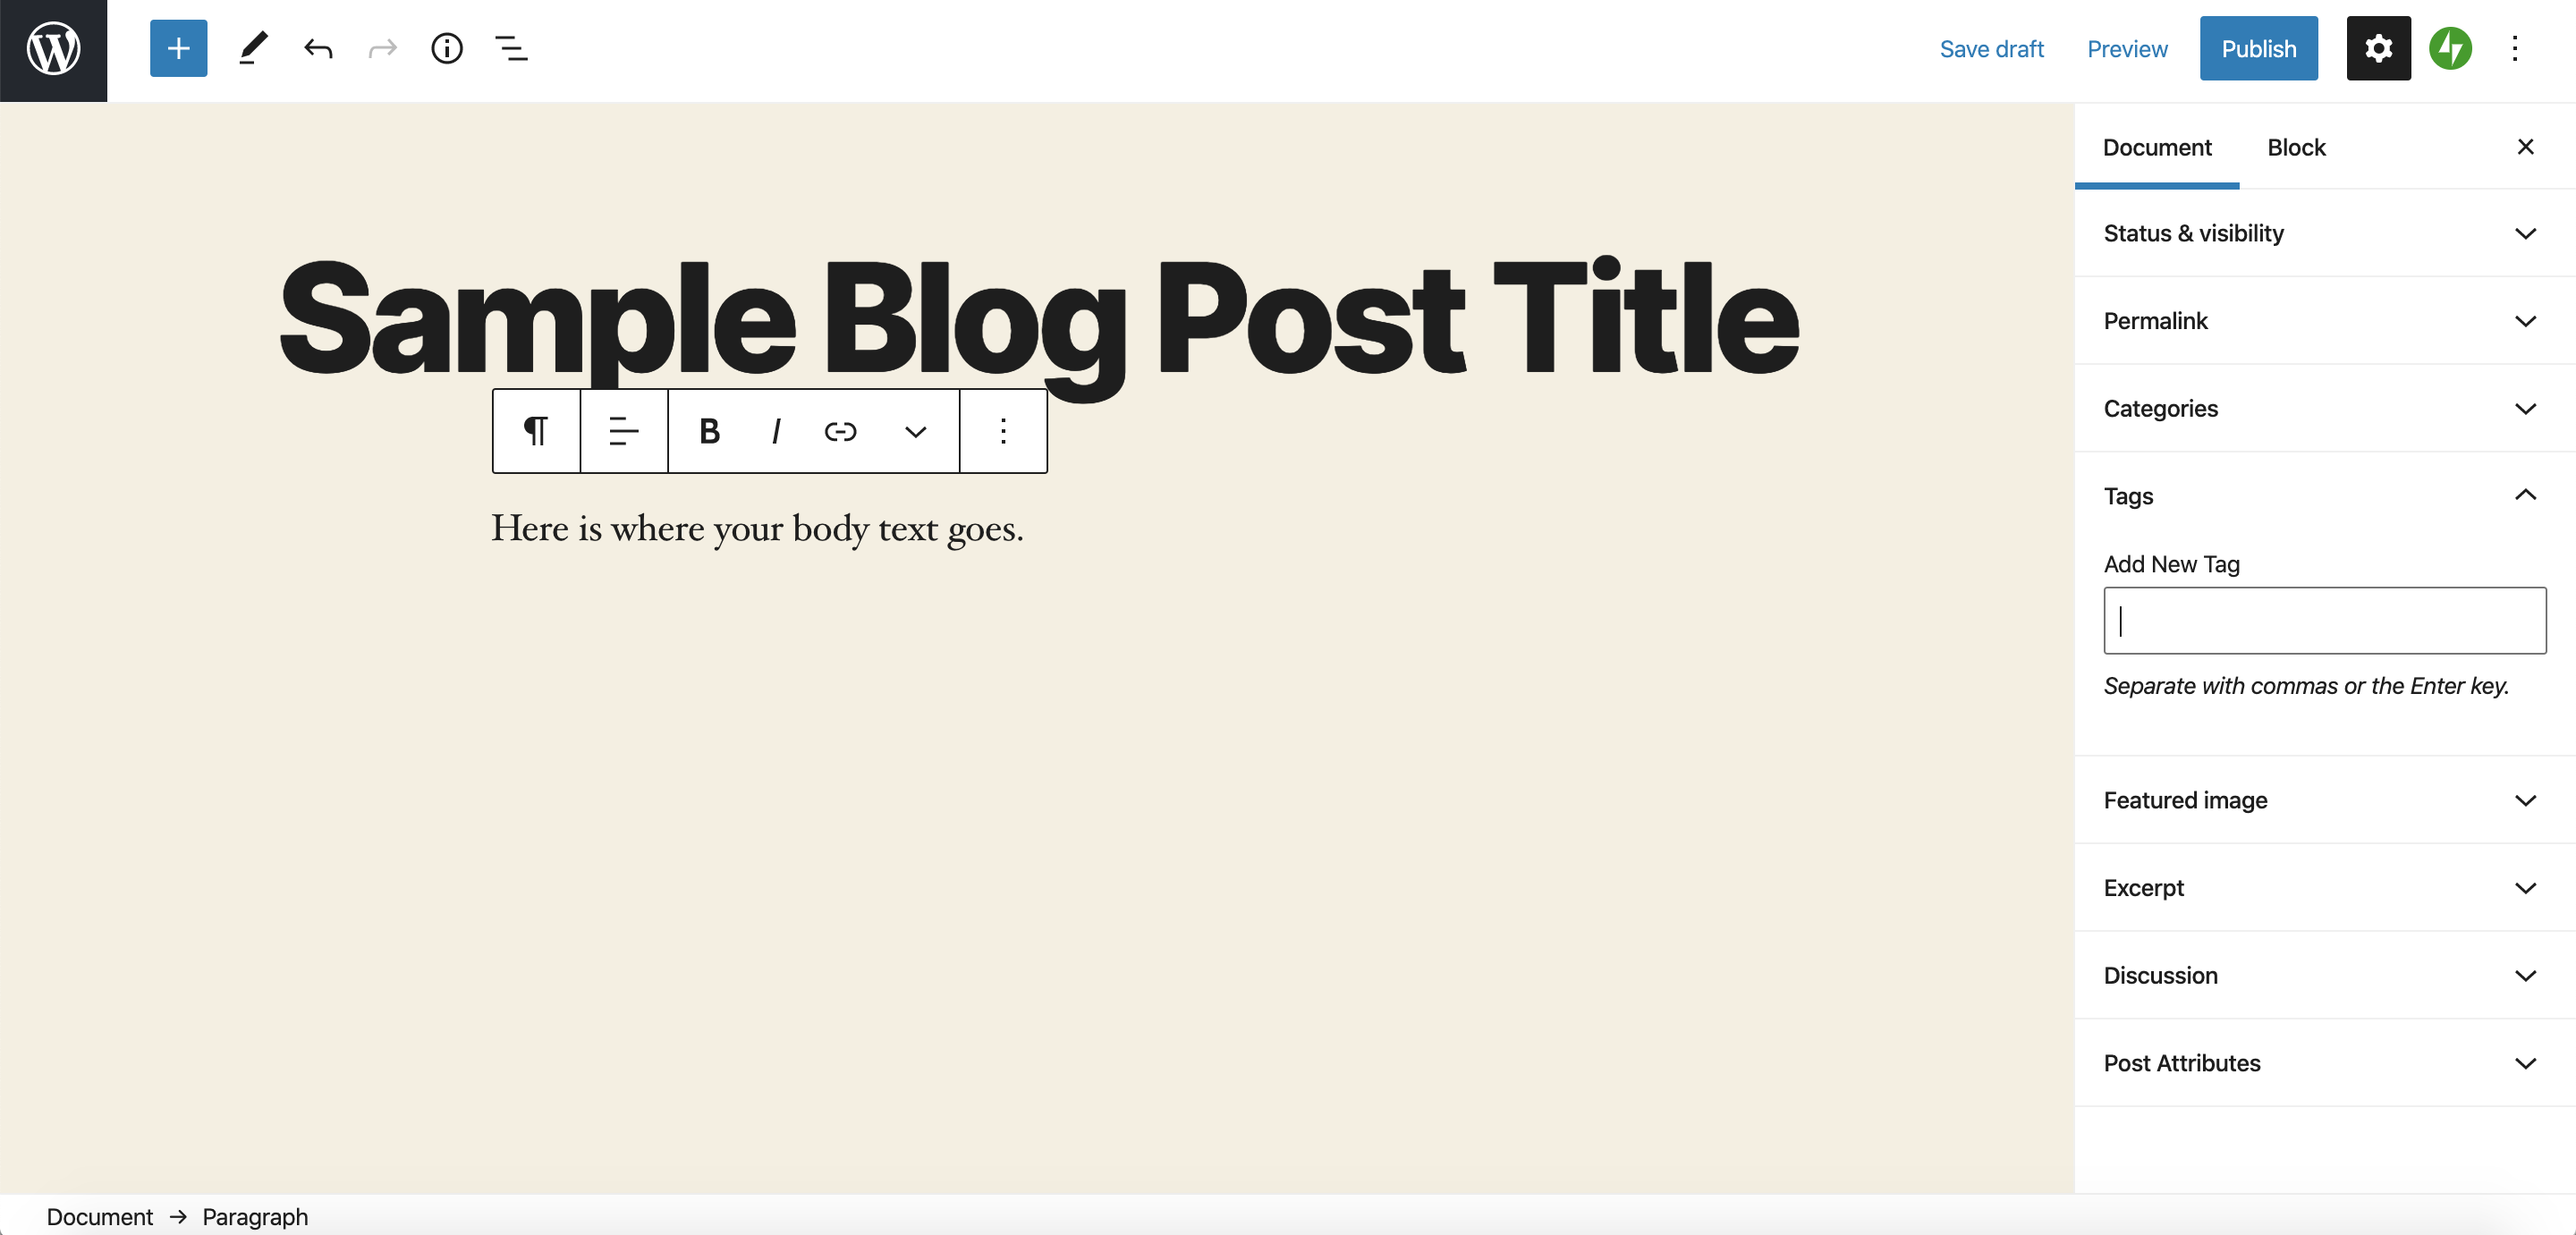 Save draft
Preview
Publish
Document
Block
Status & visibility
Sample Blog Post Title
Permalink
Categories
B I
Tags
Here is where your body text goes.
Add New Tag
Separate with commas or the Enter key.
Featured image
Excerpt
Discussion
Post Attributes
Document → Paragraph